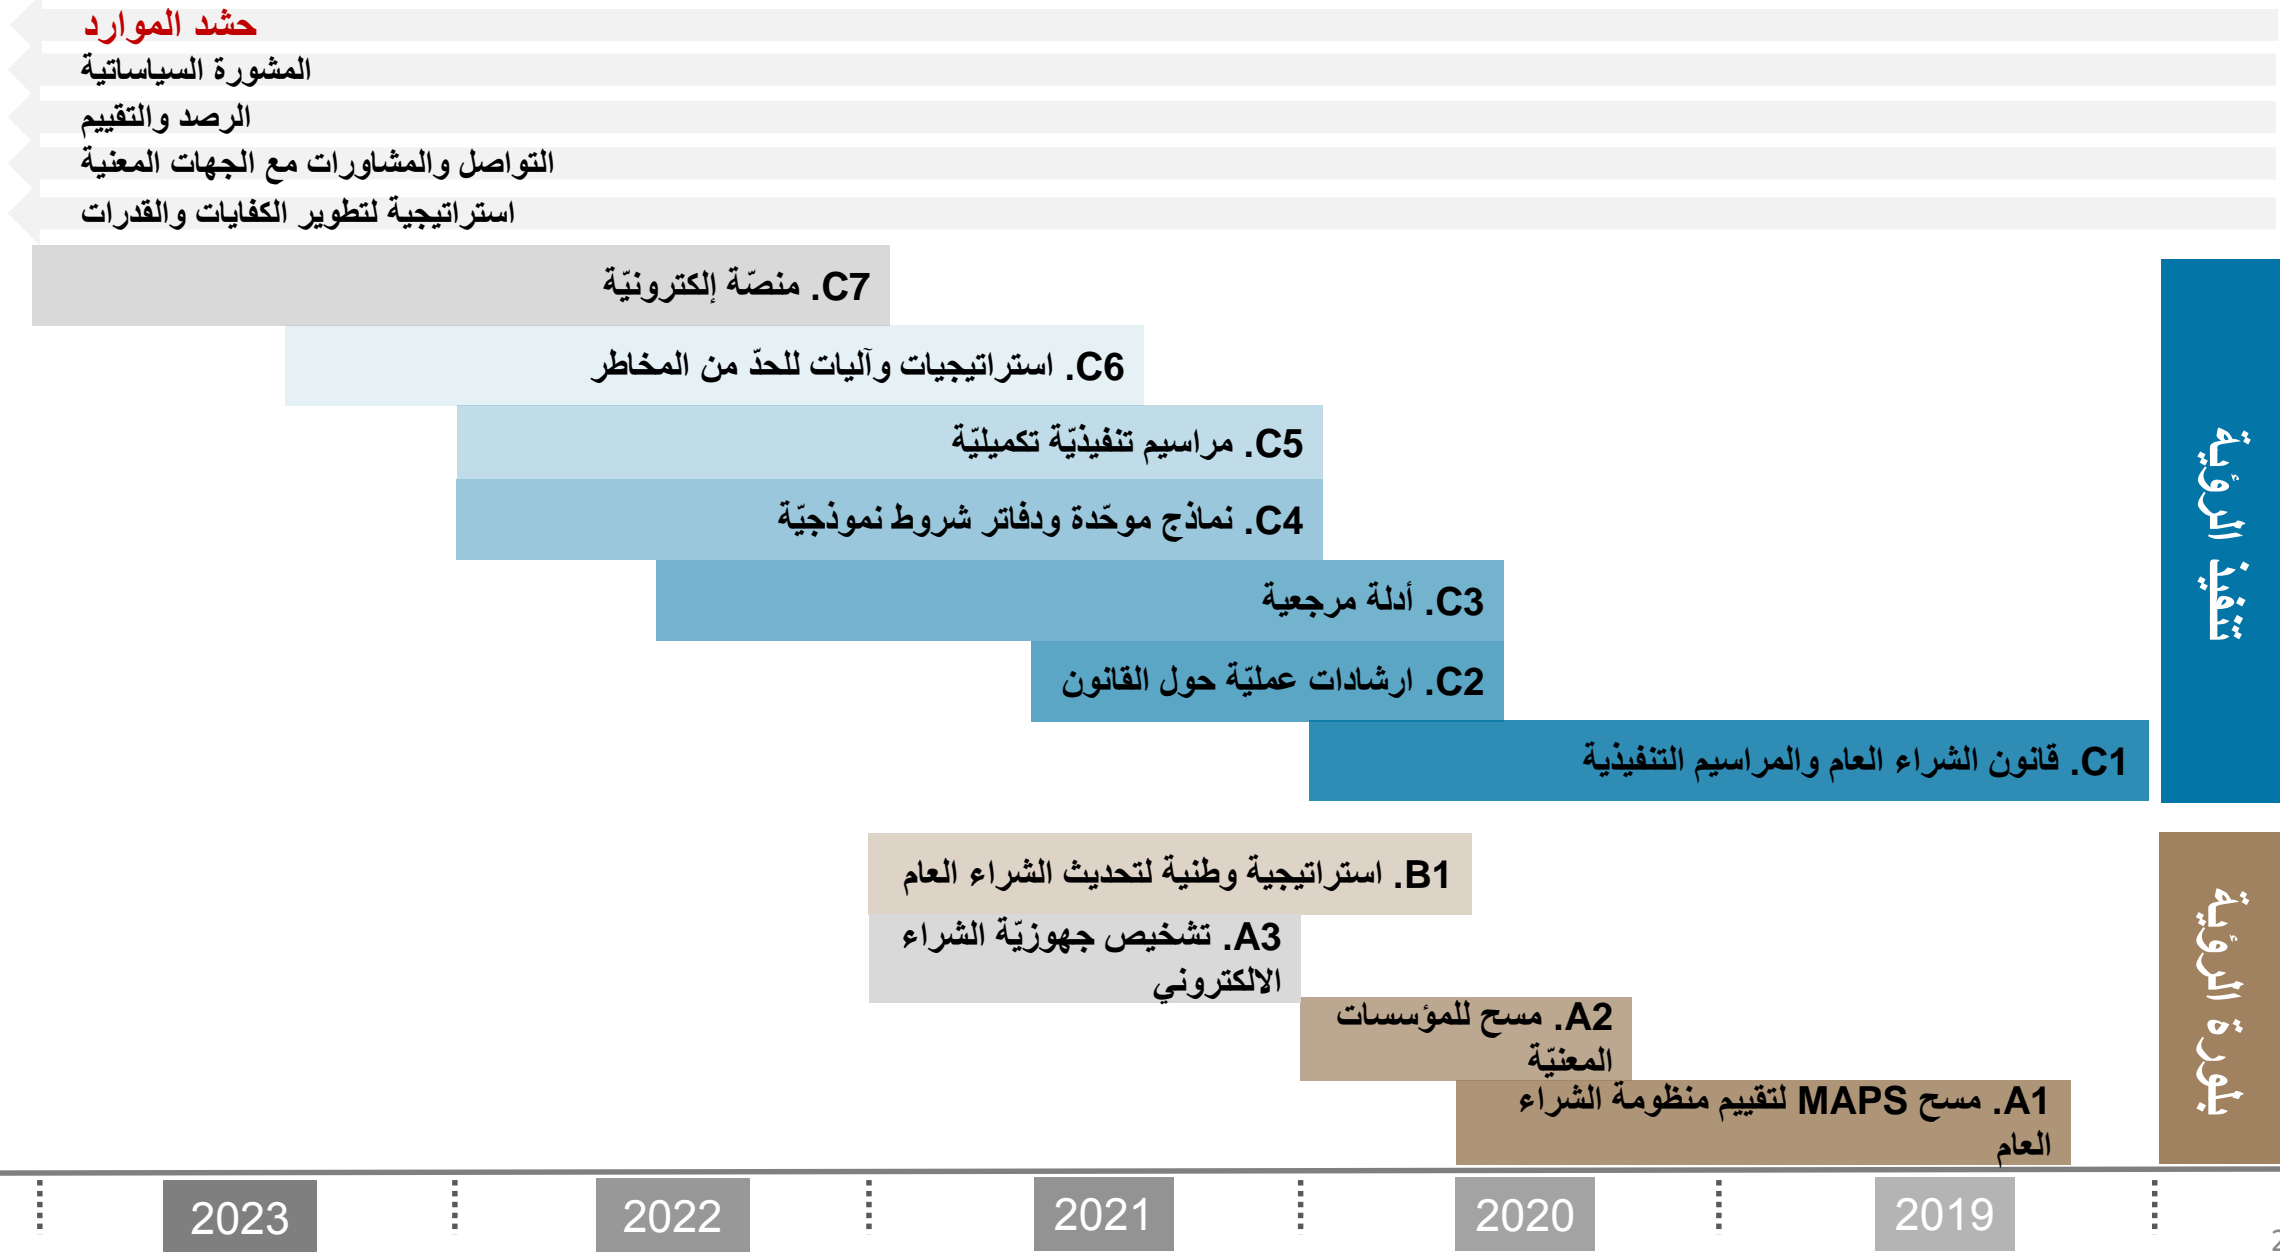 حشد الموارد
المشورة السياساتية
الرصد والتقييم
التواصل والمشاورات مع الجهات المعنية
استراتيجية لتطوير الكفايات والقدرات
تنفيذ الرؤية
C7. منصّة إلكترونيّة
C6. استراتيجيات وآليات للحدّ من المخاطر
C5. مراسيم تنفيذيّة تكميليّة
C4. نماذج موحّدة ودفاتر شروط نموذجيّة
C3. أدلة مرجعية
C2. ارشادات عمليّة حول القانون
C1. قانون الشراء العام والمراسيم التنفيذية
بلورة الرؤية
B1. استراتيجية وطنية لتحديث الشراء العام
A3. تشخيص جهوزيّة الشراء
الالكتروني
A2. مسح للمؤسسات
المعنيّة
A1. مسح MAPS لتقييم منظومة الشراء
العام
2019
2020
2021
2022
2023